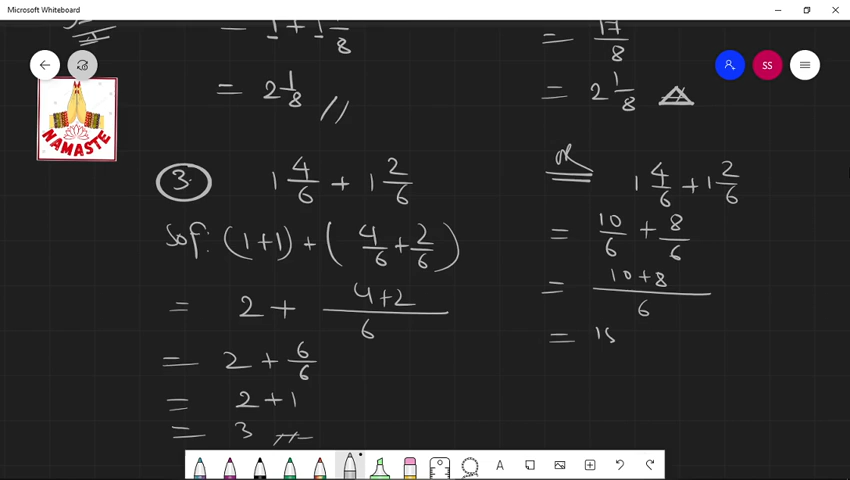 Microsoft Whiteboard
= 1 + 1 1/8
= 2 1/8 //
= 17/8
= 2 1/8
SS
NAMASTE
3. 1 4/6 + 1 2/6
Sol: (1+1) + (4/6 + 2/6)
= 2 + (4+2)/6
= 2 + 6/6
= 2 + 1
= 3
OR
1 4/6 + 1 2/6
= 10/6 + 8/6
= (10+8)/6
=
A